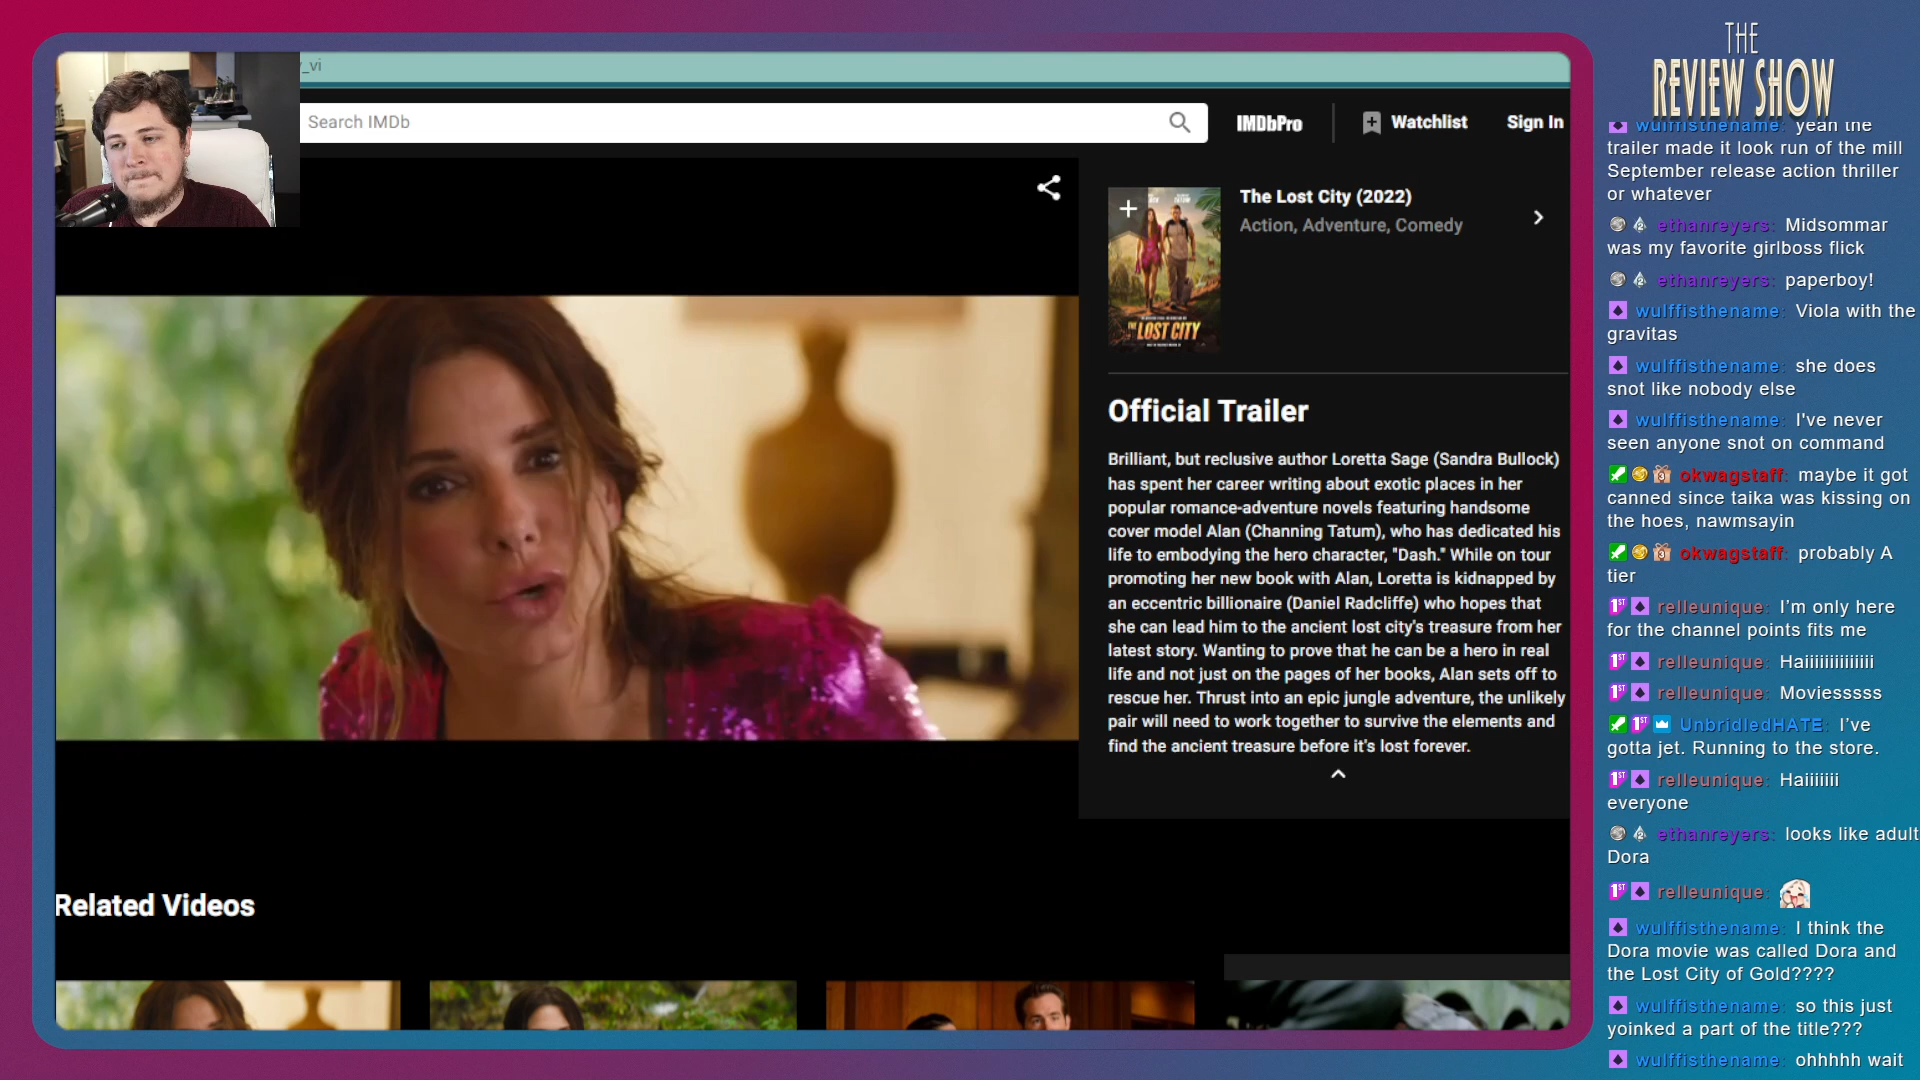 _vi
Search IMDb
IMDbPro
Watchlist
Sign In
The Lost City (2022)
Action, Adventure, Comedy
THE LOST CITY
Official Trailer
Brilliant, but reclusive author Loretta Sage (Sandra Bullock)
has spent her career writing about exotic places in her
popular romance-adventure novels featuring handsome
cover model Alan (Channing Tatum), who has dedicated his
life to embodying the hero character, "Dash." While on tour
promoting her new book with Alan, Loretta is kidnapped by
an eccentric billionaire (Daniel Radcliffe) who hopes that
she can lead him to the ancient lost city's treasure from her
latest story. Wanting to prove that he can be a hero in real
life and not just on the pages of her books, Alan sets off to
rescue her. Thrust into an epic jungle adventure, the unlikely
pair will need to work together to survive the elements and
find the ancient treasure before it's lost forever.
Related Videos
THE
REVIEW SHOW
wulffisthename: yeah the
trailer made it look run of the mill
September release action thriller
or whatever
ethanreyers: Midsommar
was my favorite girlboss flick
ethanreyers: paperboy!
wulffisthename: Viola with the
gravitas
wulffisthename: she does
snot like nobody else
wulffisthename: I've never
seen anyone snot on command
okwagstaff: maybe it got
canned since taika was kissing on
the hoes, nawmsayin
okwagstaff: probably A
tier
1ST relleunique: I'm only here
for the channel points fits me
1ST relleunique: Haiiiiiiiiiiiiii
1ST relleunique: Moviesssss
1ST UnbridledHATE: I've
gotta jet. Running to the store.
1ST relleunique: Haiiiiiii
everyone
ethanreyers: looks like adult
Dora
1ST relleunique:
wulffisthename: I think the
Dora movie was called Dora and
the Lost City of Gold????
wulffisthename: so this just
yoinked a part of the title???
wulffisthename: ohhhhh wait